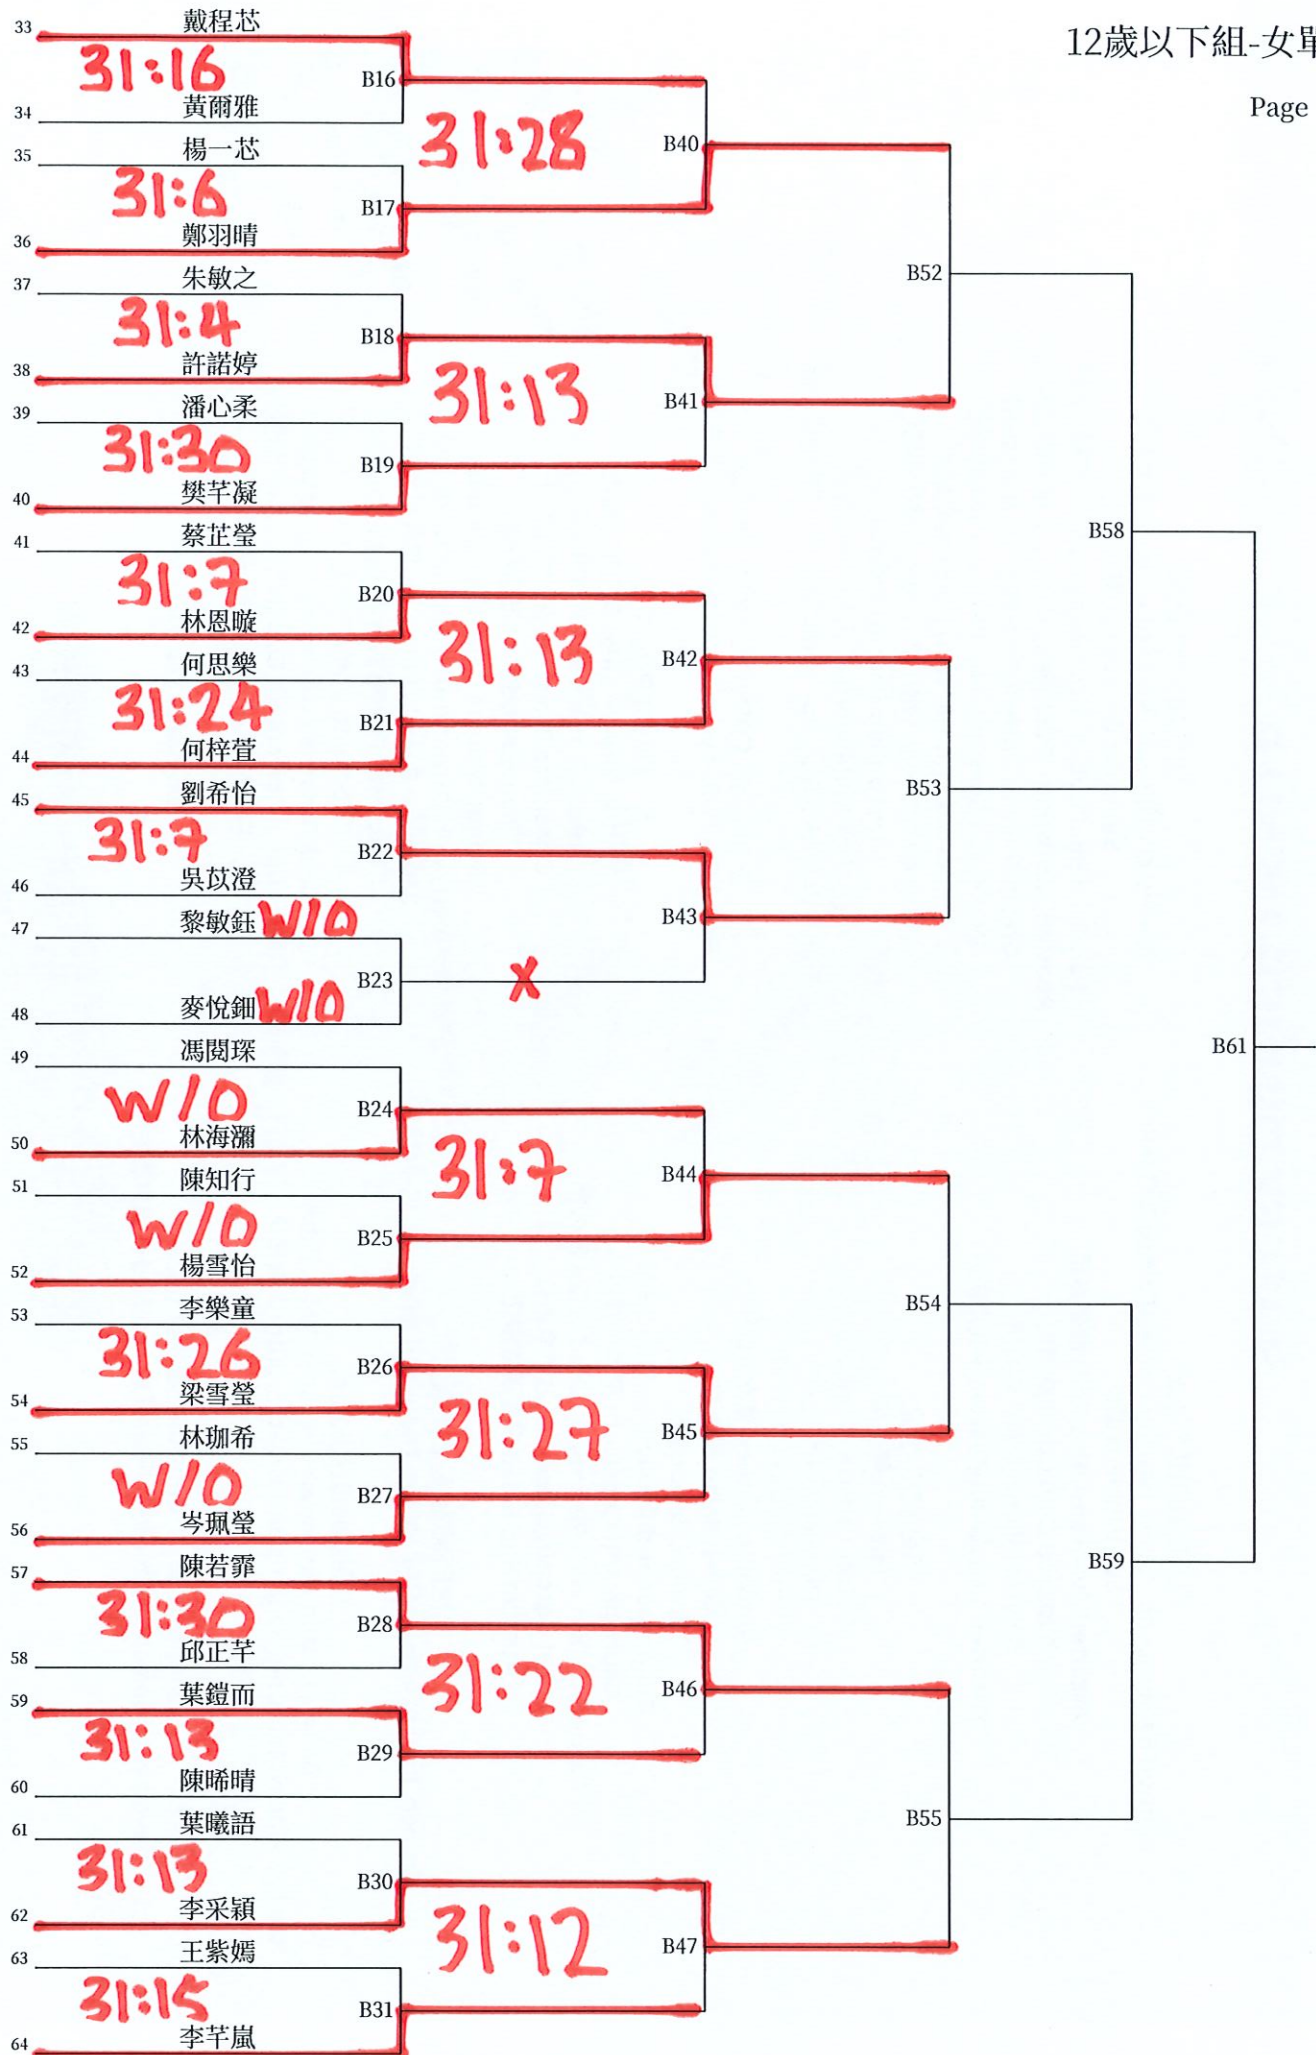 12歲以下組-女單
Page
33 戴程芯
31:16
B16
34 黃爾雅
31:28
B40
35 楊一芯
31:6
B17
36 鄭羽晴
B52
37 朱敏之
31:4
B18
38 許諾婷
31:13
B41
39 潘心柔
31:30
B19
40 樊芊凝
B58
41 蔡芷瑩
31:7
B20
42 林恩暶
31:13
B42
43 何思樂
31:24
B21
44 何梓萱
B53
45 劉希怡
31:7
B22
46 吳苡澄
B43
47 黎敏鈺 W/O
B23
X
48 麥悅鈿 W/O
B61
49 馮閱琛
W/O
B24
50 林海瀰
31:7
B44
51 陳知行
W/O
B25
52 楊雪怡
B54
53 李樂童
31:26
B26
54 梁雪瑩
31:27
B45
55 林珈希
W/O
B27
56 岑珮瑩
B59
57 陳若霏
31:30
B28
58 邱正芊
31:22
B46
59 葉鎧而
31:13
B29
60 陳晞晴
B55
61 葉曦語
31:13
B30
62 李采穎
31:12
B47
63 王紫嫣
31:15
B31
64 李芊嵐